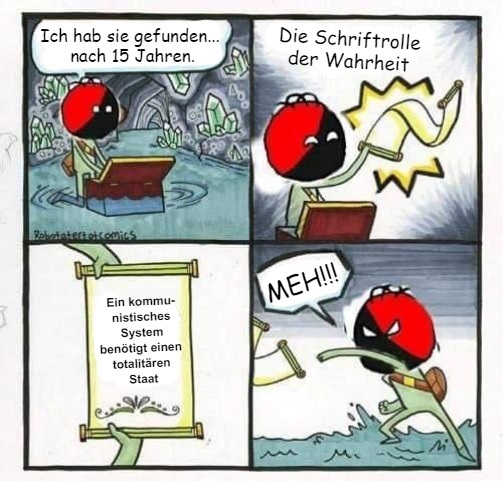 Ich hab sie gefunden...
nach 15 Jahren.
Die Schriftrolle
der Wahrheit
Robotatertotcomics
Ein kommu-
nistisches
System
benötigt einen
totalitären
Staat
MEH!!!